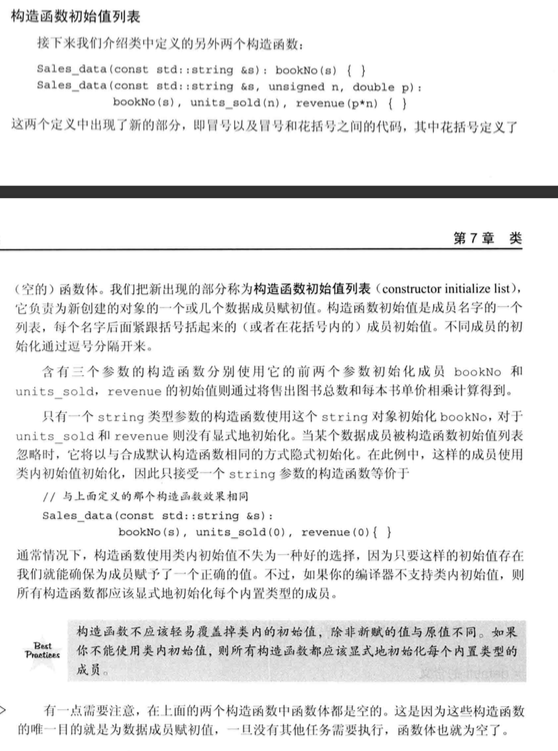 构造函数初始值列表
接下来我们介绍类中定义的另外两个构造函数：
Sales_data(const std::string &s): bookNo(s) { }
Sales_data(const std::string &s, unsigned n, double p):
bookNo(s), units_sold(n), revenue(p*n) { }
这两个定义中出现了新的部分，即冒号以及冒号和花括号之间的代码，其中花括号定义了
第7章 类
（空的）函数体。我们把新出现的部分称为构造函数初始值列表（constructor initialize list），
它负责为新创建的对象的一个或几个数据成员赋初值。构造函数初始值是成员名字的一个
列表，每个名字后面紧跟括号括起来的（或者在花括号内的）成员初始值。不同成员的初
始化通过逗号分隔开来。
含有三个参数的构造函数分别使用它的前两个参数初始化成员 bookNo 和
units_sold，revenue 的初始值则通过将售出图书总数和每本书单价相乘计算得到。
只有一个 string 类型参数的构造函数使用这个 string 对象初始化 bookNo，对于
units_sold 和 revenue 则没有显式地初始化。当某个数据成员被构造函数初始值列表
忽略时，它将以与合成默认构造函数相同的方式隐式初始化。在此例中，这样的成员使用
类内初始值初始化，因此只接受一个 string 参数的构造函数等价于
// 与上面定义的那个构造函数效果相同
Sales_data(const std::string &s):
bookNo(s), units_sold(0), revenue(0){ }
通常情况下，构造函数使用类内初始值不失为一种好的选择，因为只要这样的初始值存在
我们就能确保为成员赋予了一个正确的值。不过，如果你的编译器不支持类内初始值，则
所有构造函数都应该显式地初始化每个内置类型的成员。
Best
Practices
构造函数不应该轻易覆盖掉类内的初始值，除非新赋的值与原值不同。如果
你不能使用类内初始值，则所有构造函数都应该显式地初始化每个内置类型的
成员。
有一点需要注意，在上面的两个构造函数中函数体都是空的。这是因为这些构造函数
的唯一目的就是为数据成员赋初值，一旦没有其他任务需要执行，函数体也就为空了。